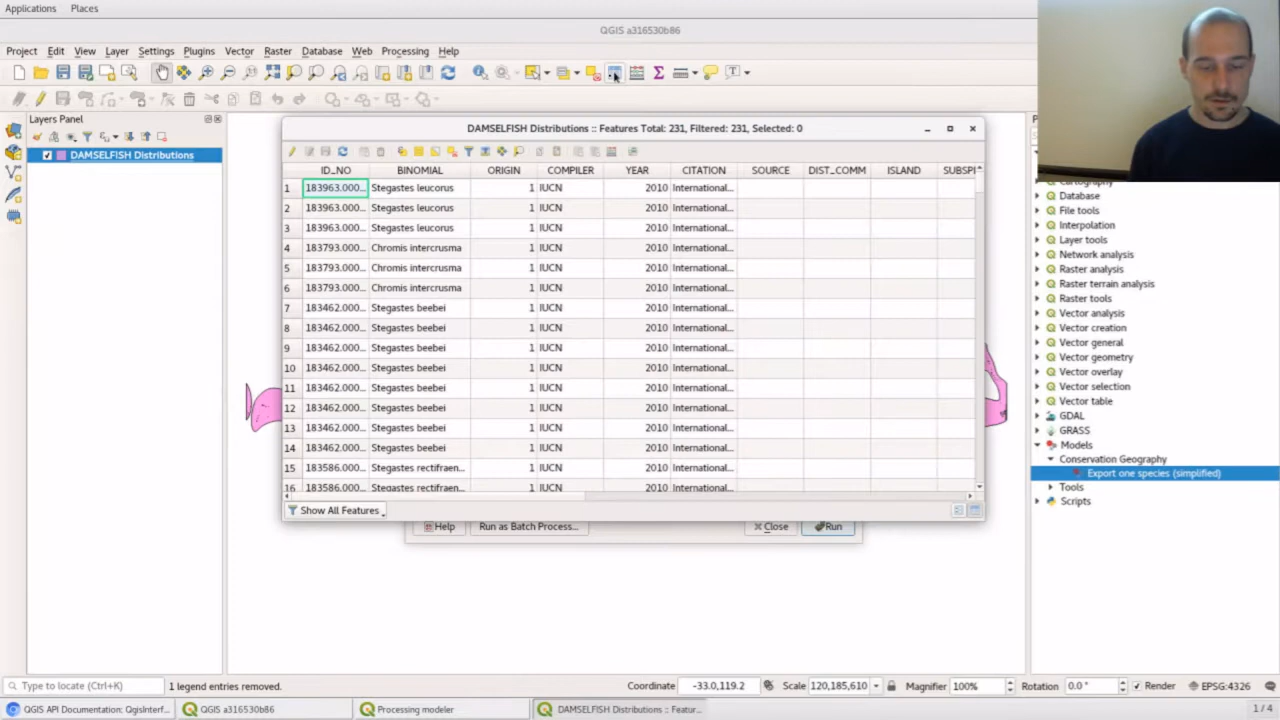 Applications Places
QGIS a316530b86
Project Edit View Layer Settings Plugins Vector Raster Database Web Processing Help
Layers Panel
DAMSELFISH Distributions
DAMSELFISH Distributions :: Features Total: 231, Filtered: 231, Selected: 0
ID_NO BINOMIAL ORIGIN COMPILER YEAR CITATION SOURCE DIST_COMM ISLAND SUBSP
1 183963.000... Stegastes leucorus 1 IUCN 2010 International...
2 183963.000... Stegastes leucorus 1 IUCN 2010 International...
3 183963.000... Stegastes leucorus 1 IUCN 2010 International...
4 183793.000... Chromis intercrusma 1 IUCN 2010 International...
5 183793.000... Chromis intercrusma 1 IUCN 2010 International...
6 183793.000... Chromis intercrusma 1 IUCN 2010 International...
7 183462.000... Stegastes beebei 1 IUCN 2010 International...
8 183462.000... Stegastes beebei 1 IUCN 2010 International...
9 183462.000... Stegastes beebei 1 IUCN 2010 International...
10 183462.000... Stegastes beebei 1 IUCN 2010 International...
11 183462.000... Stegastes beebei 1 IUCN 2010 International...
12 183462.000... Stegastes beebei 1 IUCN 2010 International...
13 183462.000... Stegastes beebei 1 IUCN 2010 International...
14 183462.000... Stegastes beebei 1 IUCN 2010 International...
15 183586.000... Stegastes rectifraen... 1 IUCN 2010 International...
16 183586.000... Stegastes rectifraen... 1 IUCN 2010 International...
Show All Features
Help Run as Batch Process... Close Run
Cartography
Database
File tools
Interpolation
Layer tools
Network analysis
Raster analysis
Raster terrain analysis
Raster tools
Vector analysis
Vector creation
Vector general
Vector geometry
Vector overlay
Vector selection
Vector table
GDAL
GRASS
Models
Conservation Geography
Export one species (simplified)
Tools
Scripts
Type to locate (Ctrl+K) 1 legend entries removed. Coordinate -33.0,119.2 Scale 120,185,610 Magnifier 100% Rotation 0.0 ° Render EPSG:4326
QGIS API Documentation: QgisInterf... QGIS a316530b86 Processing modeler DAMSELFISH Distributions :: Featur... 1 / 4